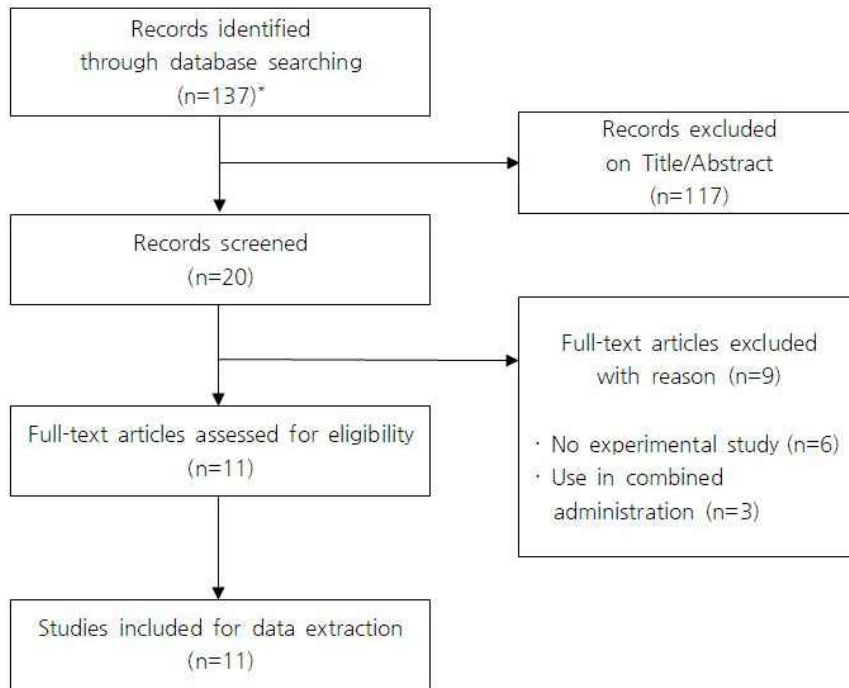 Records identified
through database searching
(n=137)*
Records excluded
on Title/Abstract
(n=117)
Records screened
(n=20)
Full-text articles excluded
with reason (n=9)
· No experimental study (n=6)
· Use in combined
administration (n=3)
Full-text articles assessed for eligibility
(n=11)
Studies included for data extraction
(n=11)